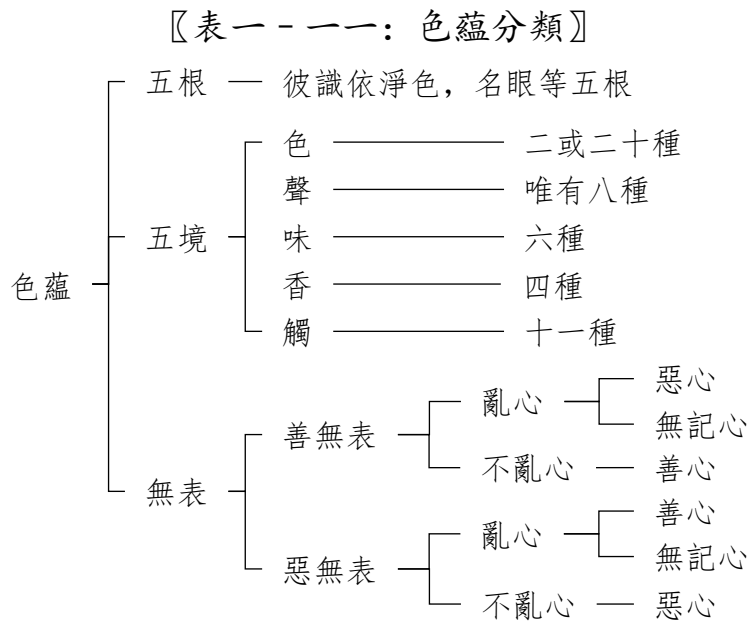 〖表一-一一: 色蘊分類〗
五根 彼識依淨色, 名眼等五根
色 二或二十種
聲 唯有八種
五境 味 六種
色蘊 香 四種
觸 十一種
惡心
亂心
善無表 無記心
不亂心 善心
無表
善心
亂心
惡無表 無記心
不亂心 惡心